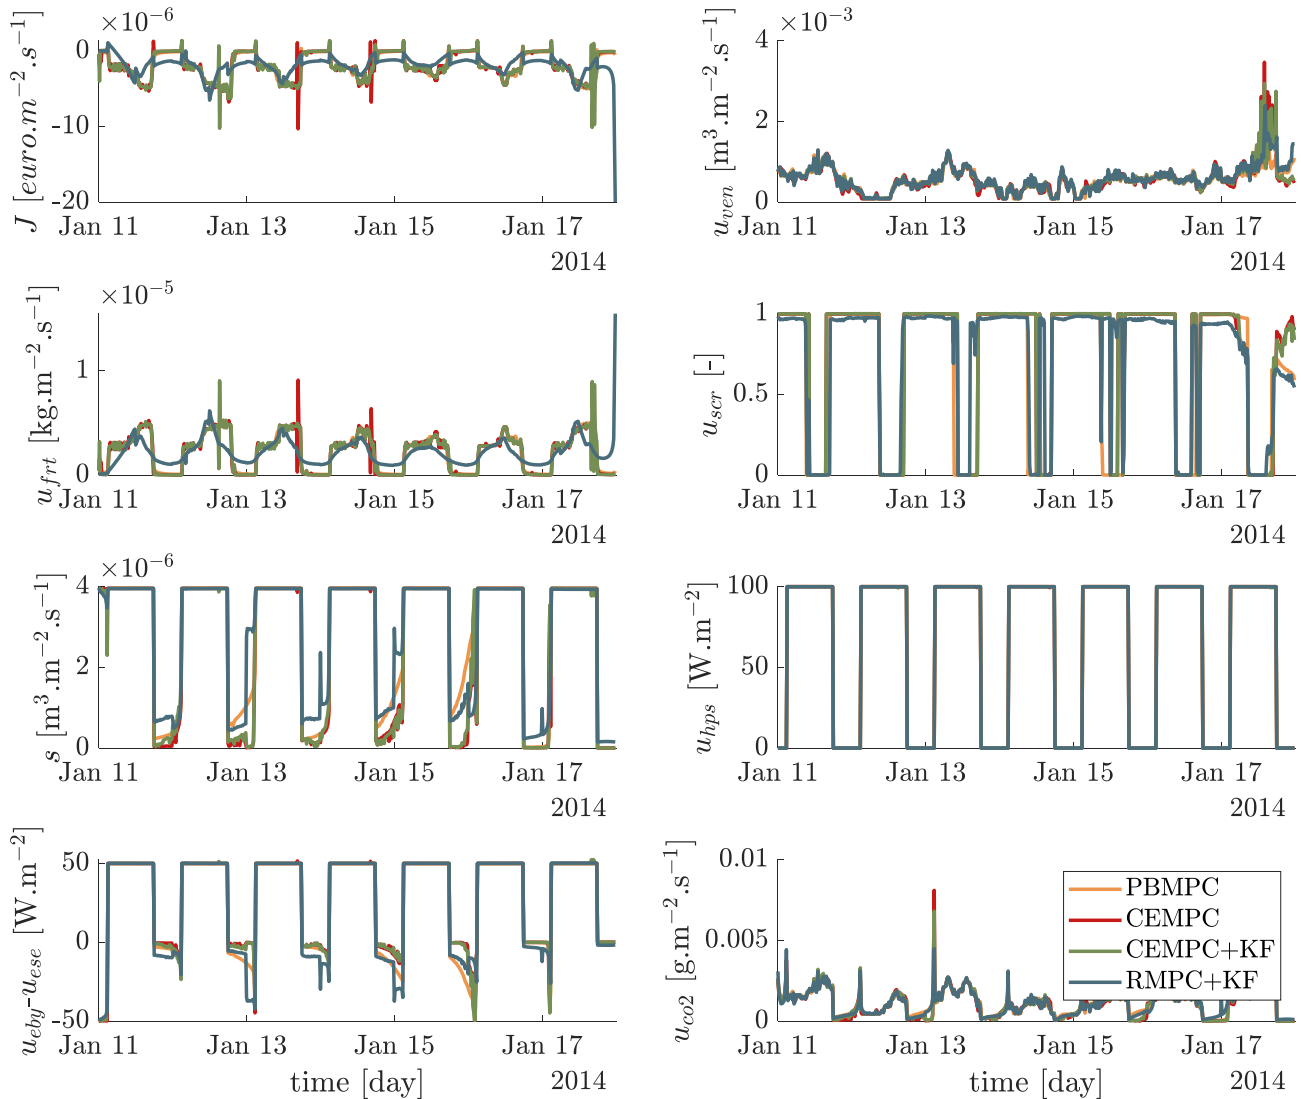 ×10⁻⁶
J [euro.m⁻².s⁻¹]
0
-10
-20
Jan 11 Jan 13 Jan 15 Jan 17
2014
×10⁻³
u_ven [m³.m⁻².s⁻¹]
4
2
0
Jan 11 Jan 13 Jan 15 Jan 17
2014
×10⁻⁵
u_frt [kg.m⁻².s⁻¹]
1
0
Jan 11 Jan 13 Jan 15 Jan 17
2014
u_scr [-]
1
0.5
0
Jan 11 Jan 13 Jan 15 Jan 17
2014
×10⁻⁶
s [m³.m⁻².s⁻¹]
4
2
0
Jan 11 Jan 13 Jan 15 Jan 17
2014
u_hps [W.m⁻²]
100
50
0
Jan 11 Jan 13 Jan 15 Jan 17
2014
u_eby-u_ese [W.m⁻²]
50
0
-50
Jan 11 Jan 13 Jan 15 Jan 17
time [day] 2014
u_co2 [g.m⁻².s⁻¹]
0.01
0.005
0
PBMPC
CEMPC
CEMPC+KF
RMPC+KF
Jan 11 Jan 13 Jan 15 Jan 17
time [day] 2014